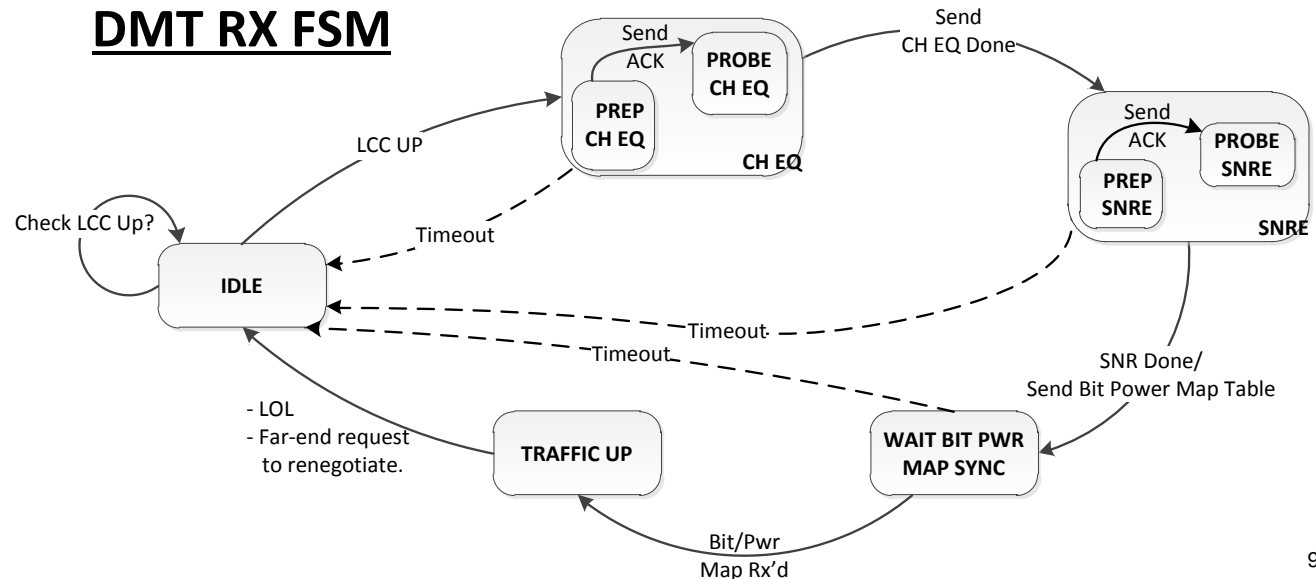 DMT RX FSM
Send
ACK
PROBE
CH EQ
PREP
CH EQ
CH EQ
Send
CH EQ Done
Send
ACK
PROBE
SNRE
PREP
SNRE
SNRE
LCC UP
Check LCC Up?
Timeout
IDLE
Timeout
Timeout
SNR Done/
Send Bit Power Map Table
- LOL
- Far-end request
to renegotiate.
TRAFFIC UP
WAIT BIT PWR
MAP SYNC
Bit/Pwr
Map Rx’d
9